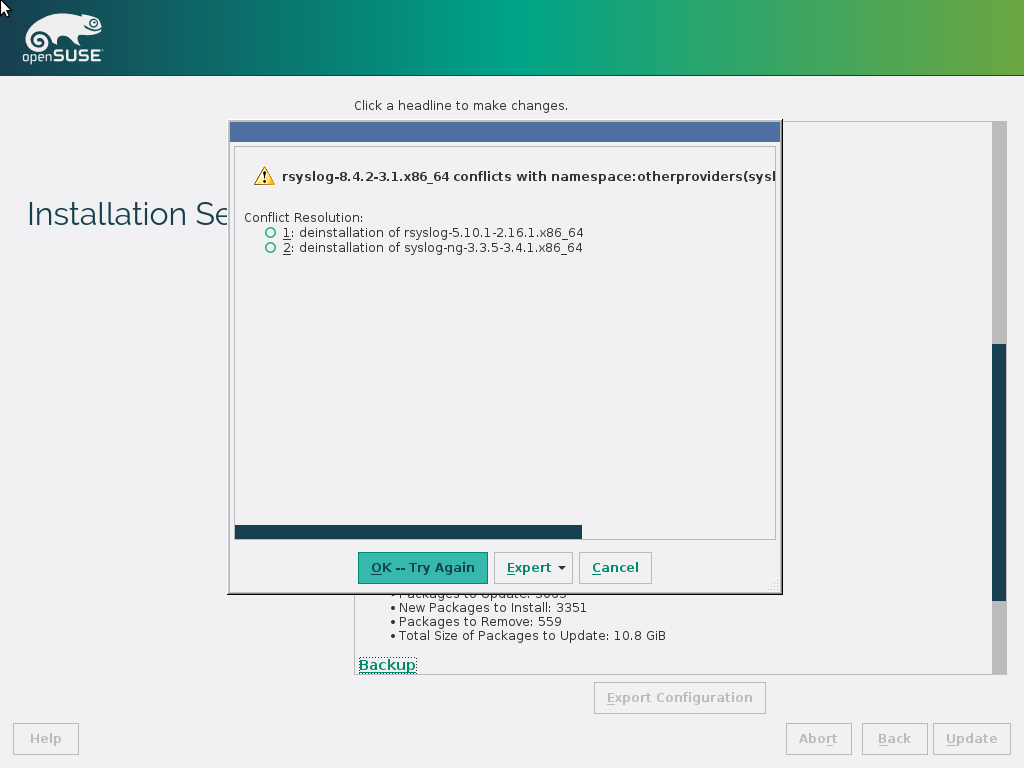 openSUSE
Click a headline to make changes.
rsyslog-8.4.2-3.1.x86_64 conflicts with namespace:otherproviders(sysl
Installation Se
Conflict Resolution:
1: deinstallation of rsyslog-5.10.1-2.16.1.x86_64
2: deinstallation of syslog-ng-3.3.5-3.4.1.x86_64
OK -- Try Again
Expert
Cancel
• Packages to Update:
• New Packages to Install: 3351
• Packages to Remove: 559
• Total Size of Packages to Update: 10.8 GiB
Backup
Export Configuration
Help
Abort
Back
Update